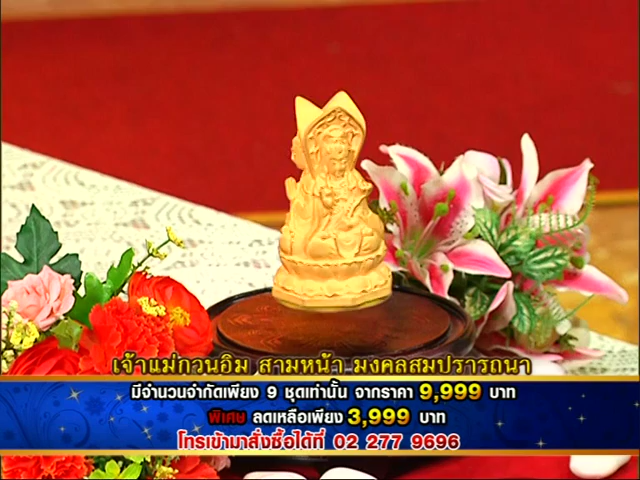 เจ้าแม่กวนอิม สามหน้า มงคลสมปรารถนา
มีจำนวนจำกัดเพียง 9 ชุดเท่านั้น จากราคา 9,999 บาท
พิเศษ ลดเหลือเพียง 3,999 บาท
โทรเข้ามาสั่งซื้อได้ที่ 02 277 9696